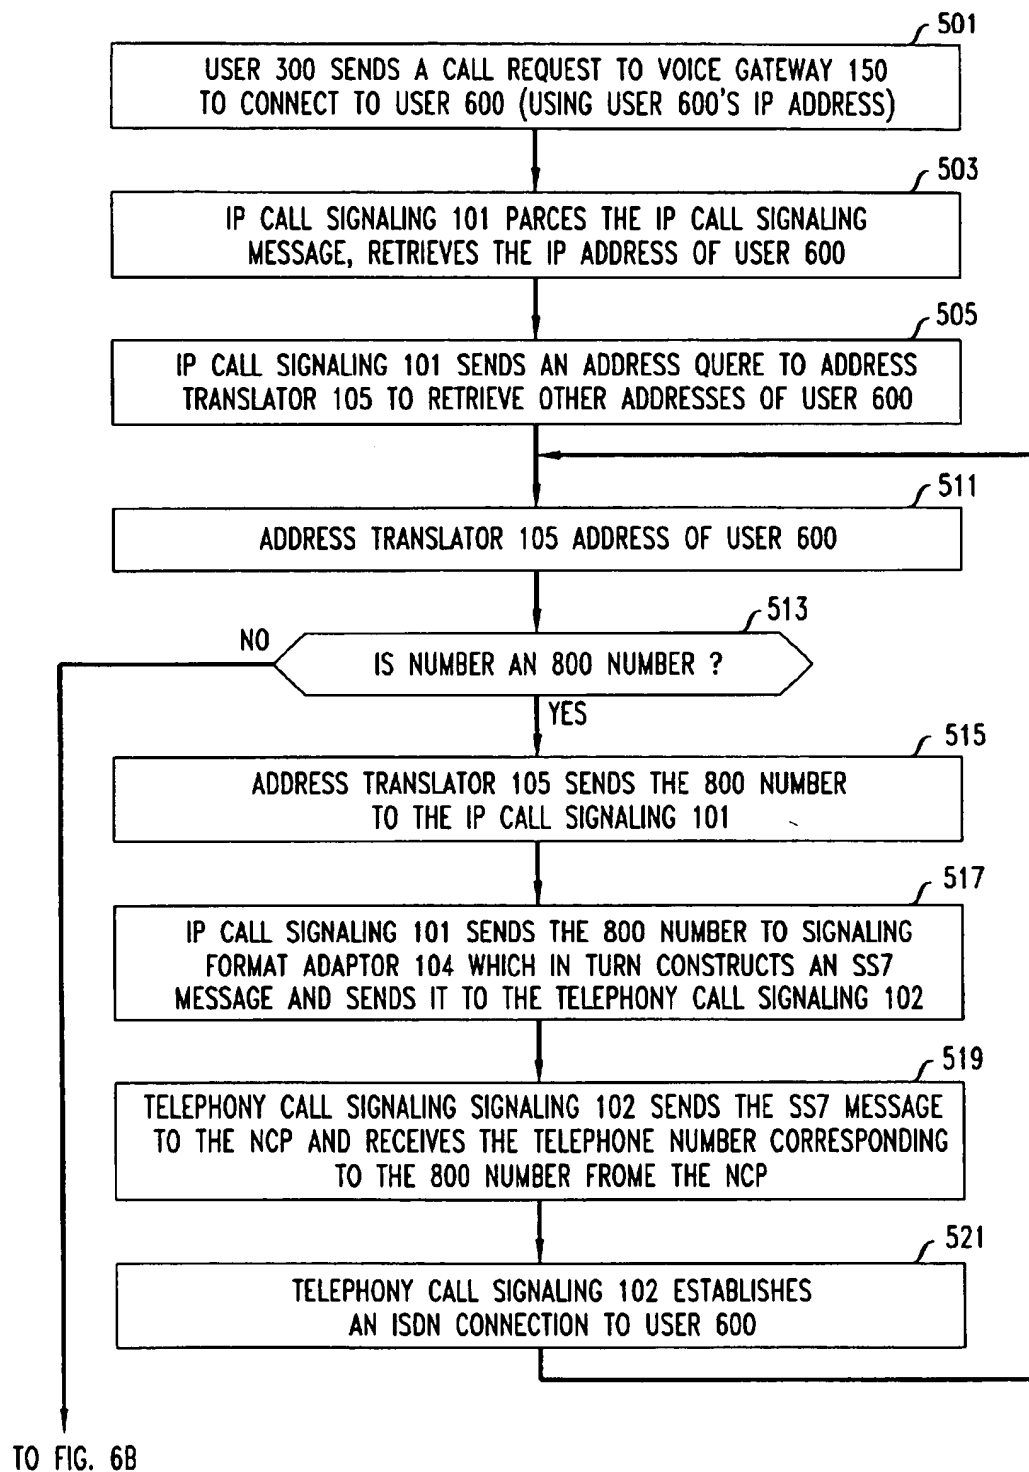 501
USER 300 SENDS A CALL REQUEST TO VOICE GATEWAY 150
TO CONNECT TO USER 600 (USING USER 600'S IP ADDRESS)
503
IP CALL SIGNALING 101 PARCES THE IP CALL SIGNALING
MESSAGE, RETRIEVES THE IP ADDRESS OF USER 600
505
IP CALL SIGNALING 101 SENDS AN ADDRESS QUERE TO ADDRESS
TRANSLATOR 105 TO RETRIEVE OTHER ADDRESSES OF USER 600
511
ADDRESS TRANSLATOR 105 ADDRESS OF USER 600
513
NO
IS NUMBER AN 800 NUMBER ?
YES
515
ADDRESS TRANSLATOR 105 SENDS THE 800 NUMBER
TO THE IP CALL SIGNALING 101
517
IP CALL SIGNALING 101 SENDS THE 800 NUMBER TO SIGNALING
FORMAT ADAPTOR 104 WHICH IN TURN CONSTRUCTS AN SS7
MESSAGE AND SENDS IT TO THE TELEPHONY CALL SIGNALING 102
519
TELEPHONY CALL SIGNALING SIGNALING 102 SENDS THE SS7 MESSAGE
TO THE NCP AND RECEIVES THE TELEPHONE NUMBER CORRESPONDING
TO THE 800 NUMBER FROME THE NCP
521
TELEPHONY CALL SIGNALING 102 ESTABLISHES
AN ISDN CONNECTION TO USER 600
TO FIG. 6B